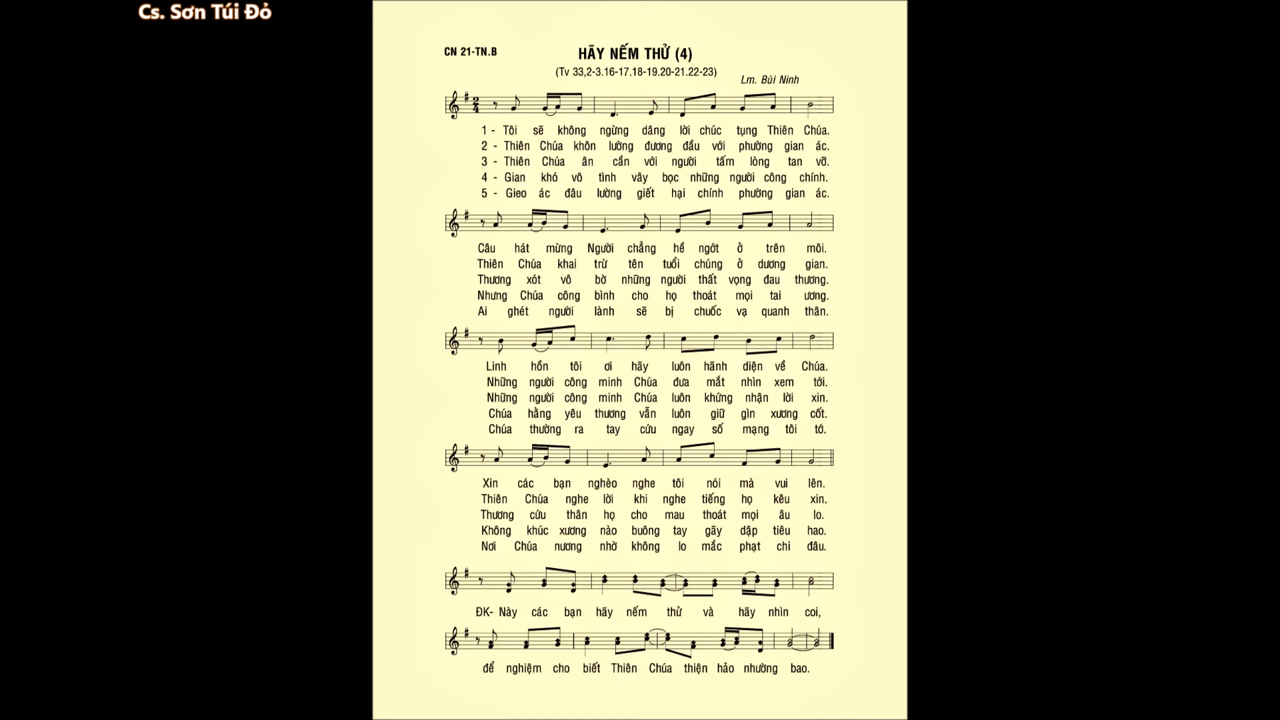 Cs. Sơn Túi Đỏ
CN 21-TN.B
HÃY NẾM THỬ (4)
(Tv 33,2-3.16-17.18-19.20-21.22-23)
Lm. Bùi Ninh
1 - Tôi sẽ không ngừng dâng lời chúc tụng Thiên Chúa.
2 - Thiên Chúa khôn lường đương đầu với phường gian ác.
3 - Thiên Chúa ân cần với người tấm lòng tan vỡ.
4 - Gian khó vô tình vây bọc những người công chính.
5 - Gieo ác đâu lường giết hại chính phường gian ác.
Câu hát mừng Người chẳng hề ngớt ở trên môi.
Thiên Chúa khai trừ tên tuổi chúng ở dương gian.
Thương xót vô bờ những người thất vọng đau thương.
Nhưng Chúa công bình cho họ thoát mọi tai ương.
Ai ghét người lành sẽ bị chuốc vạ quanh thân.
Linh hồn tôi ơi hãy luôn hãnh diện về Chúa.
Những người công minh Chúa đưa mắt nhìn xem tới.
Những người công minh Chúa luôn khứng nhận lời xin.
Chúa hằng yêu thương vẫn luôn giữ gìn xương cốt.
Chúa thường ra tay cứu ngay số mạng tôi tớ.
Xin các bạn nghèo nghe tôi nói mà vui lên.
Thiên Chúa nghe lời khi nghe tiếng họ kêu xin.
Thương cứu thân họ cho mau thoát mọi âu lo.
Không khúc xương nào buông tay gãy dập tiêu hao.
Nơi Chúa nương nhờ không lo mắc phạt chi đâu.
ĐK- Này các bạn hãy nếm thử và hãy nhìn coi,
để nghiệm cho biết Thiên Chúa thiện hảo nhường bao.